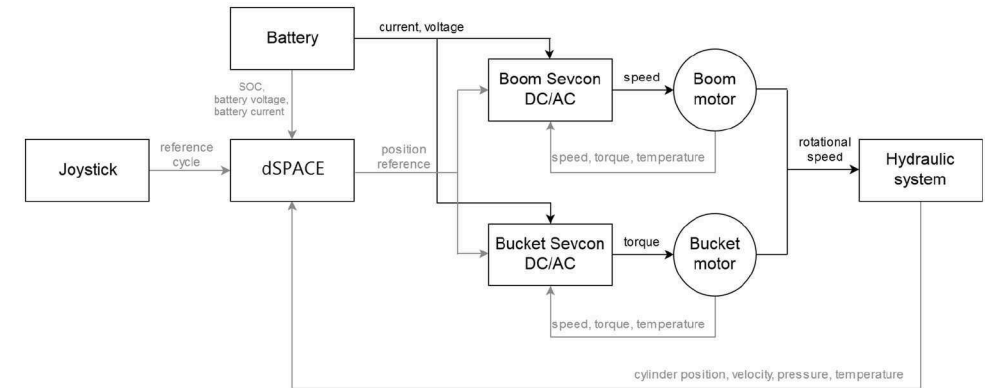 Battery
current, voltage
SOC,
battery voltage,
battery current
Joystick
reference
cycle
dSPACE
position
reference
Boom Sevcon
DC/AC
speed
Boom
motor
speed, torque, temperature
Bucket Sevcon
DC/AC
torque
Bucket
motor
speed, torque, temperature
rotational
speed
Hydraulic
system
cylinder position, velocity, pressure, temperature